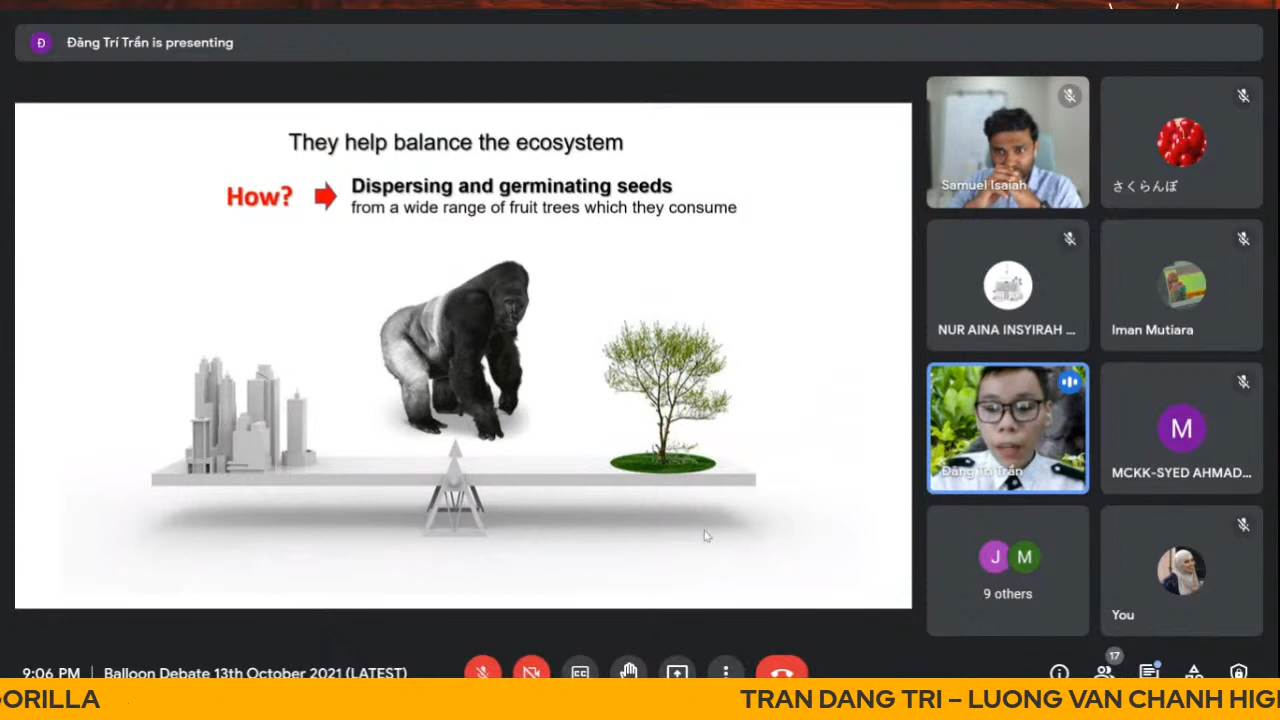 Đ
Đăng Trí Trần is presenting
They help balance the ecosystem
How?
Dispersing and germinating seeds
from a wide range of fruit trees which they consume
Samuel Isaiah
さくらんぼ
NUR AINA INSYIRAH ...
Iman Mutiara
Đăng Trí Trần
M
MCKK-SYED AHMAD...
J M
9 others
You
9:06 PM | Balloon Debate 13th October 2021 (LATEST)
17
GORILLA
TRAN DANG TRI – LUONG VAN CHANH HIGH